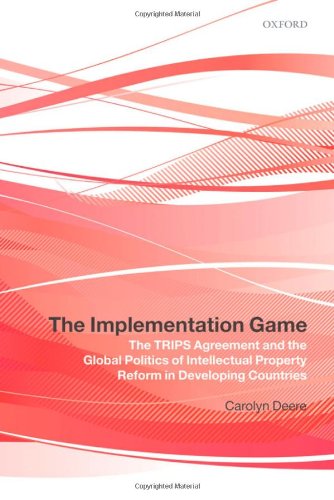 Copyrighted Material
OXFORD
The Implementation Game
The TRIPS Agreement and the
Global Politics of Intellectual Property
Reform in Developing Countries
Carolyn Deere
Copyrighted Material